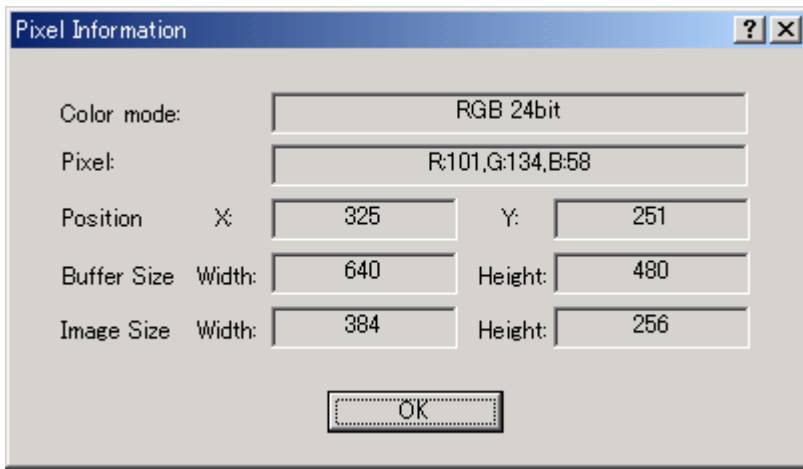 Pixel Information
Color mode: RGB 24bit
Pixel: R:101,G:134,B:58
Position X: 325 Y: 251
Buffer Size Width: 640 Height: 480
Image Size Width: 384 Height: 256
OK